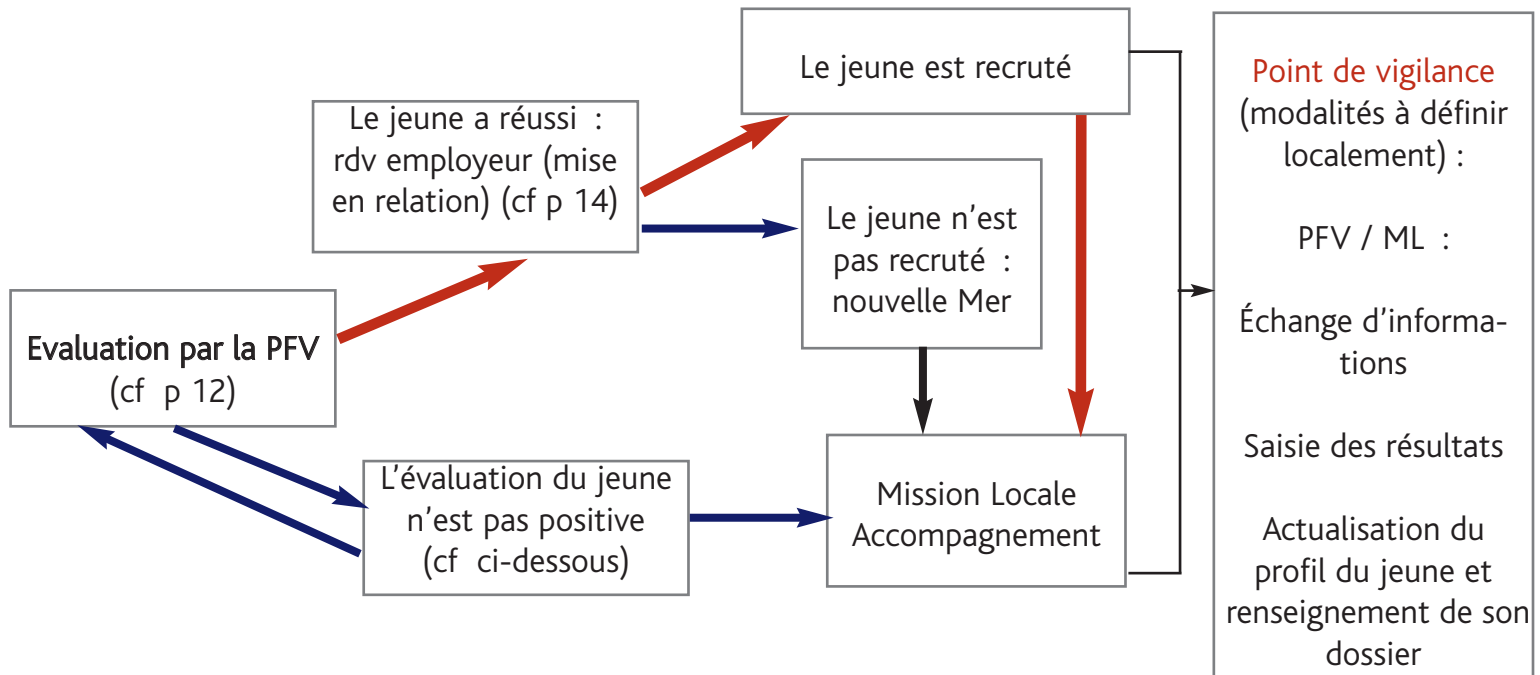 Evaluation par la PFV
(cf p 12)
Le jeune a réussi :
rdv employeur (mise
en relation) (cf p 14)
Le jeune est recruté
Le jeune n’est
pas recruté :
nouvelle Mer
L’évaluation du jeune
n’est pas positive
(cf ci-dessous)
Mission Locale
Accompagnement
Point de vigilance
(modalités à définir
localement) :
PFV / ML :
Échange d’informa-
tions
Saisie des résultats
Actualisation du
profil du jeune et
renseignement de son
dossier